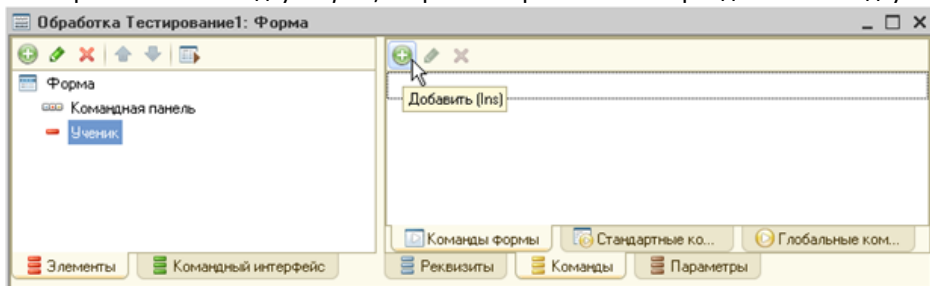 Обработка Тестирование1: Форма
Форма
Командная панель
Ученик
Добавить (Ins)
Команды формы
Стандартные ко...
Глобальные ком...
Элементы
Командный интерфейс
Реквизиты
Команды
Параметры